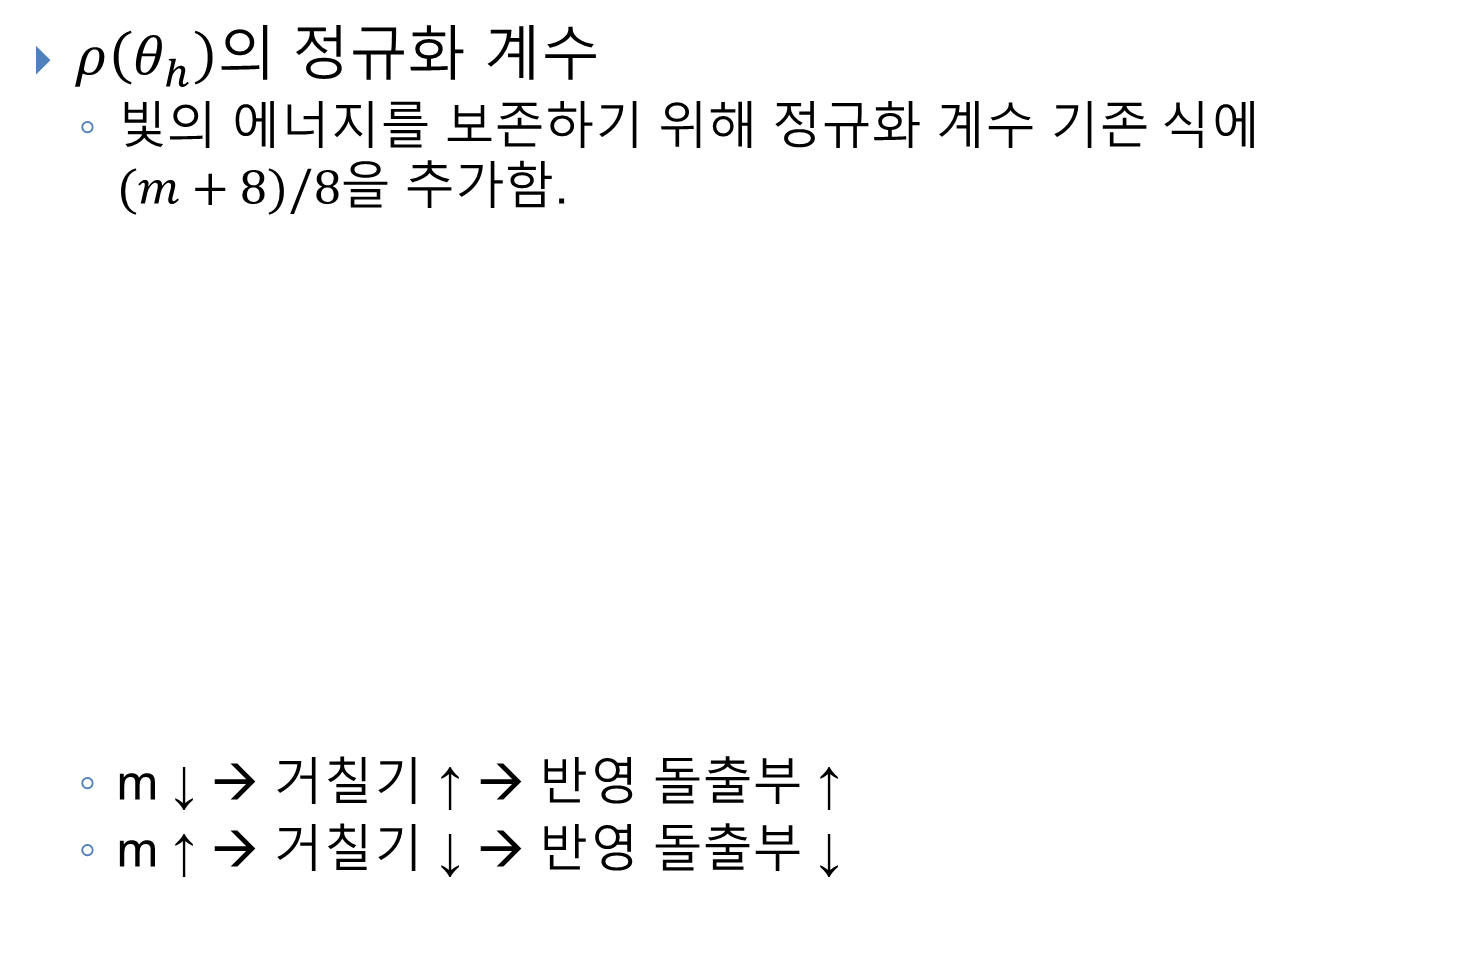 ρ(θₕ)의 정규화 계수
빛의 에너지를 보존하기 위해 정규화 계수 기존 식에
(m + 8)/8을 추가함.
m ↓ → 거칠기 ↑ → 반영 돌출부 ↑
m ↑ → 거칠기 ↓ → 반영 돌출부 ↓